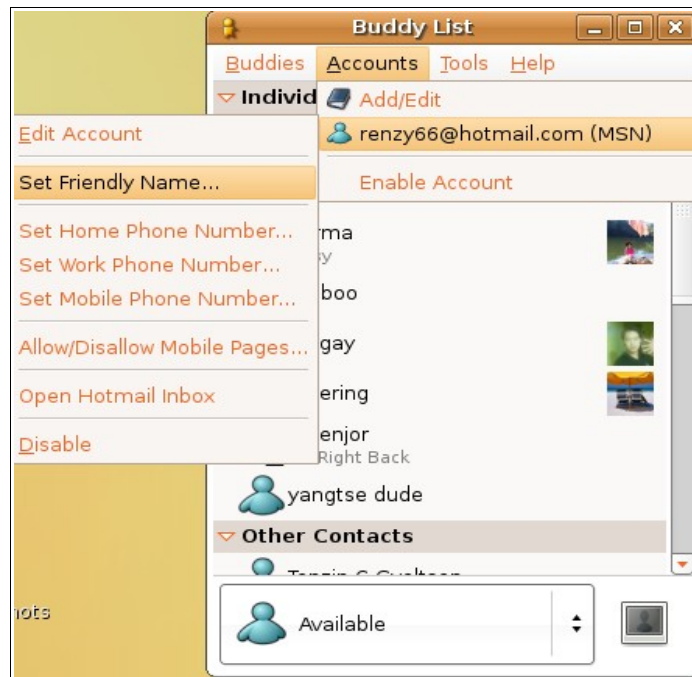 Buddy List
Buddies Accounts Tools Help
Individ
Add/Edit
renzy66@hotmail.com (MSN)
Enable Account
Edit Account
Set Friendly Name...
Set Home Phone Number...
Set Work Phone Number...
Set Mobile Phone Number...
Allow/Disallow Mobile Pages...
Open Hotmail Inbox
Disable
rma
boo
gay
ering
enjor
Right Back
yangtse dude
Other Contacts
Available